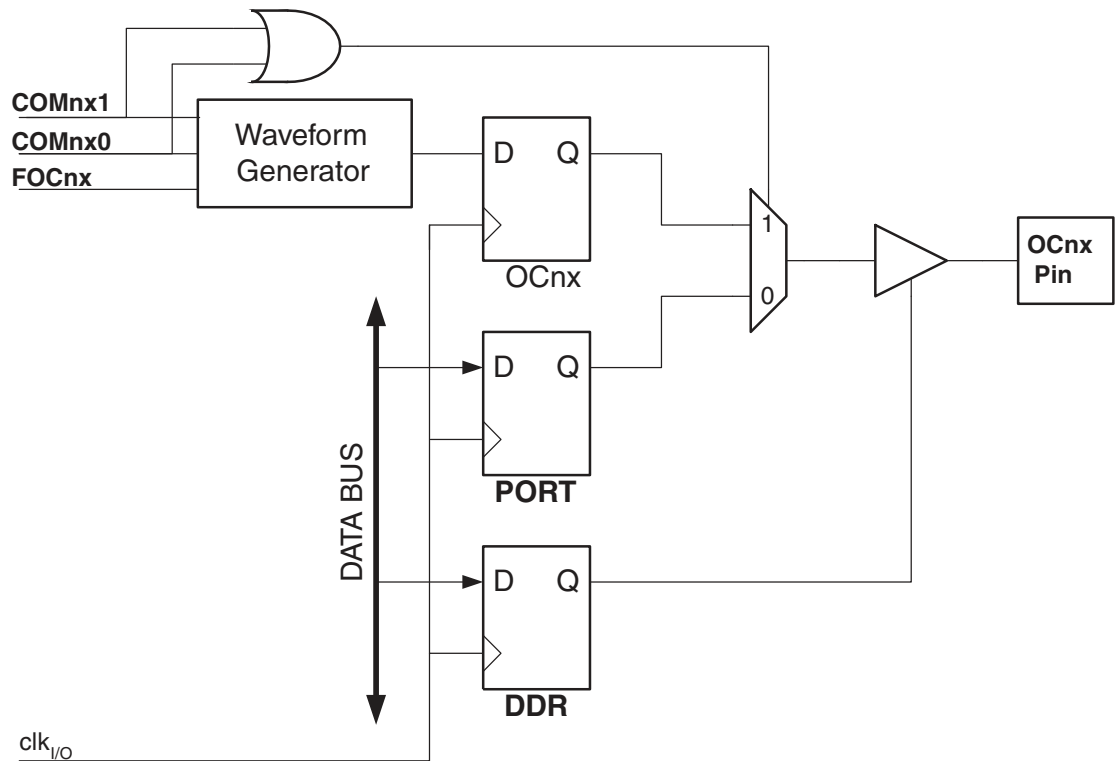 COMnx1
COMnx0
FOCnx
Waveform
Generator
D Q
OCnx
1
0
OCnx
Pin
D Q
PORT
DATA BUS
D Q
DDR
clkI/O